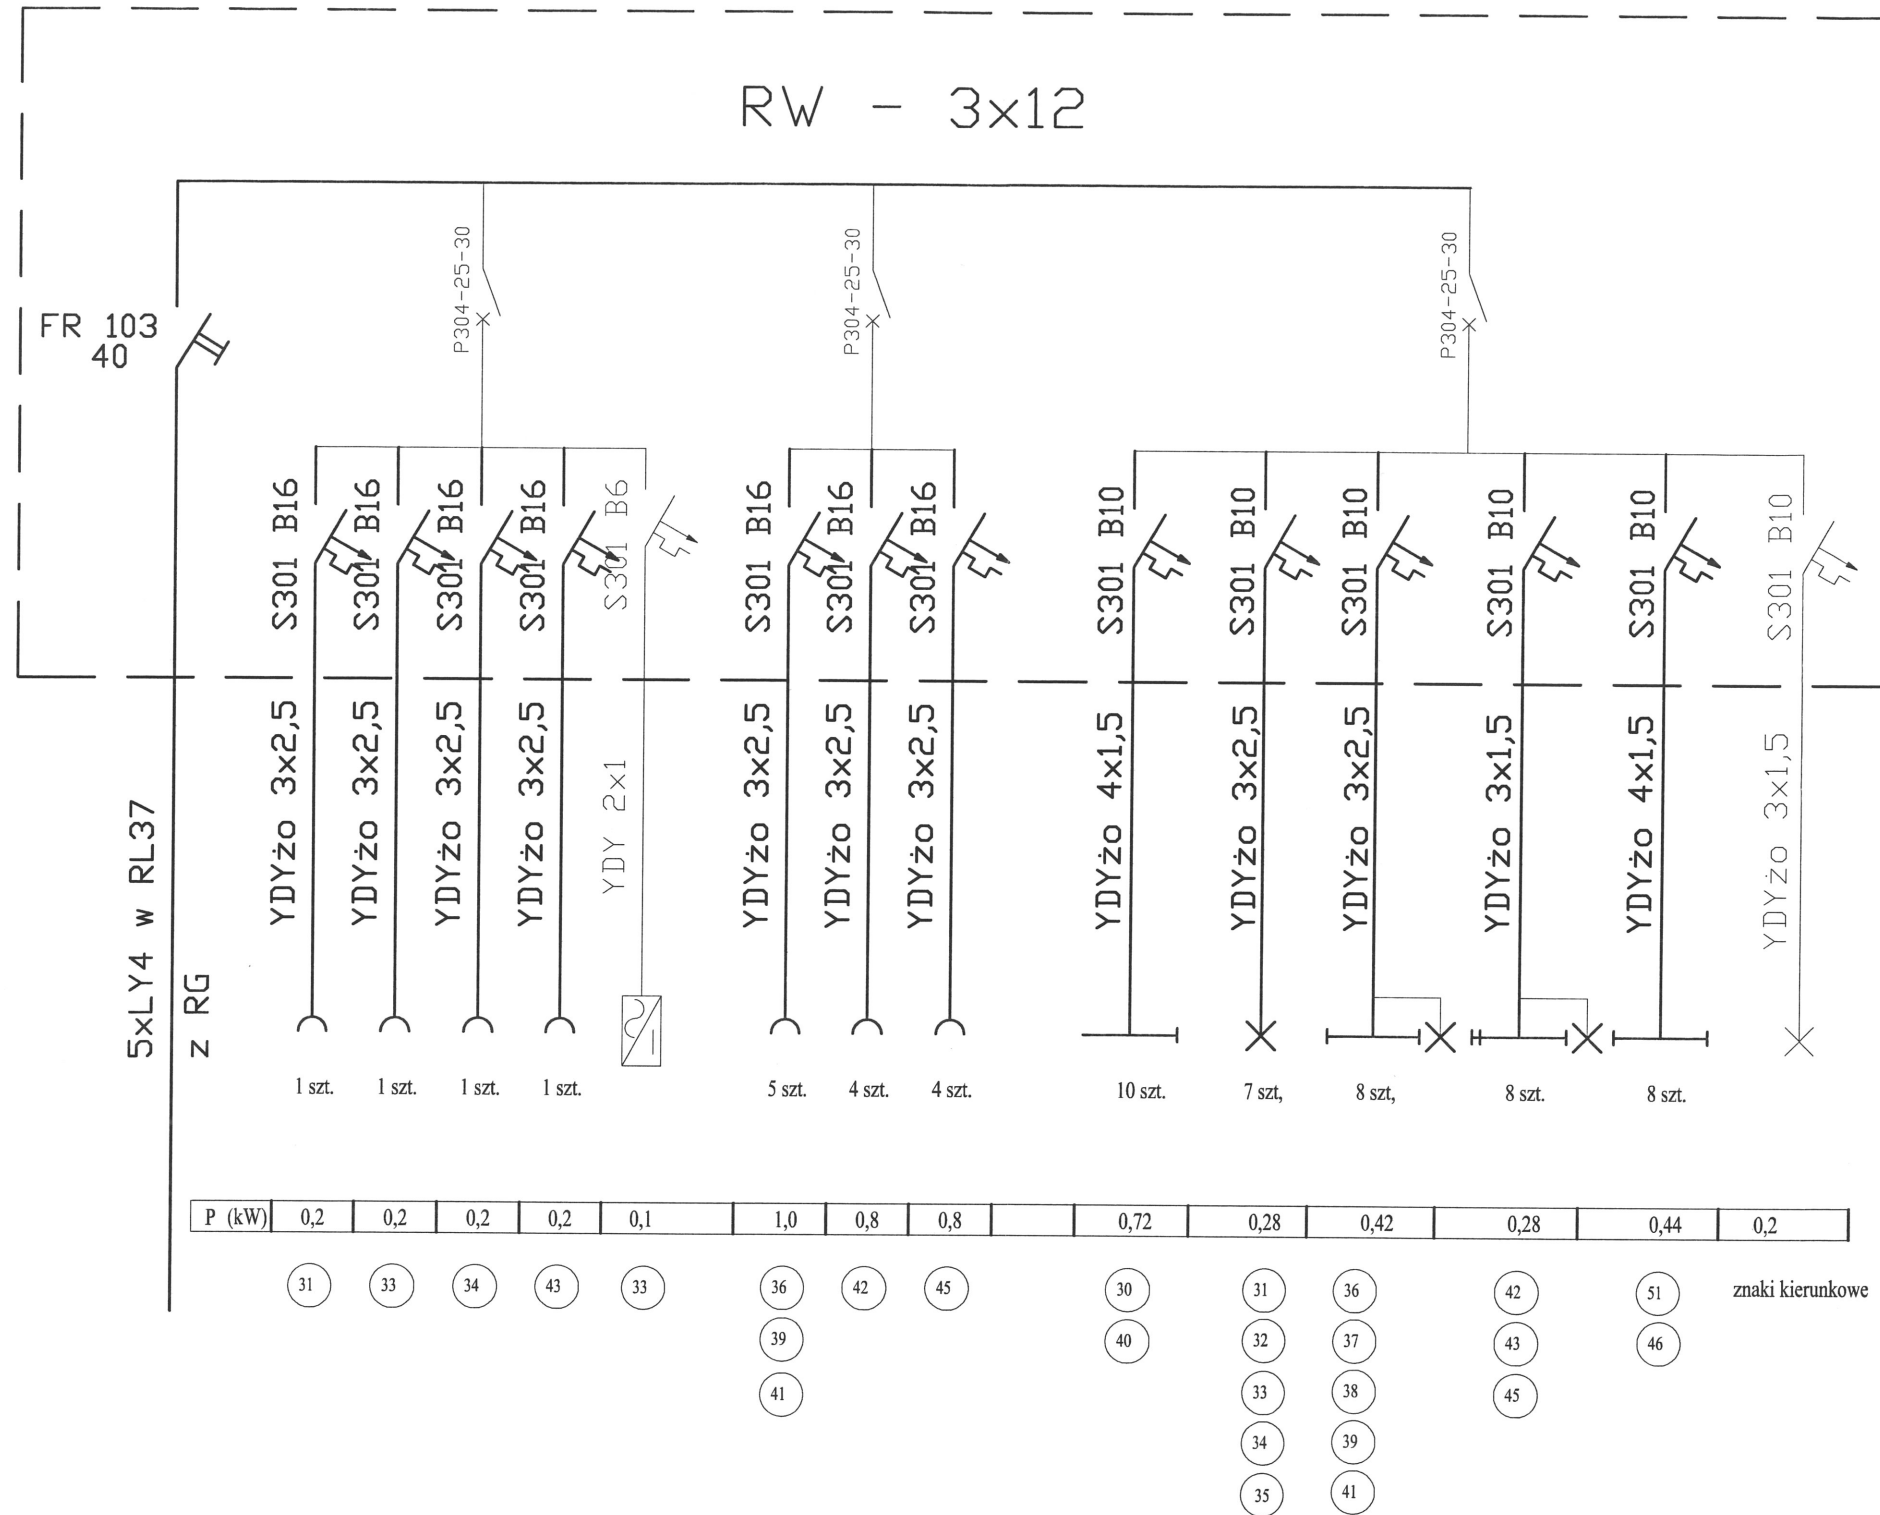 RW - 3x12
FR 103
40
P304-25-30
P304-25-30
P304-25-30
S301 B16
S301 B16
S301 B16
S301 B16
S301 B6
S301 B16
S301 B16
S301 B16
S301 B10
S301 B10
S301 B10
S301 B10
S301 B10
S301 B10
5xLY4 w RL37
z RG
YDYżo 3x2,5
YDYżo 3x2,5
YDYżo 3x2,5
YDYżo 3x2,5
YDY 2x1
YDYżo 3x2,5
YDYżo 3x2,5
YDYżo 3x2,5
YDYżo 4x1,5
YDYżo 3x2,5
YDYżo 3x2,5
YDYżo 3x1,5
YDYżo 4x1,5
YDYżo 3x1,5
1 szt. 1 szt. 1 szt. 1 szt. 5 szt. 4 szt. 4 szt. 10 szt. 7 szt, 8 szt, 8 szt. 8 szt.
P (kW) 0,2 0,2 0,2 0,2 0,1 1,0 0,8 0,8 0,72 0,28 0,42 0,28 0,44 0,2
31 33 34 43 33 36 42 45 30 31 36 42 51 znaki kierunkowe
39 40 32 37 43 46
41 33 38 45
34 39
35 41